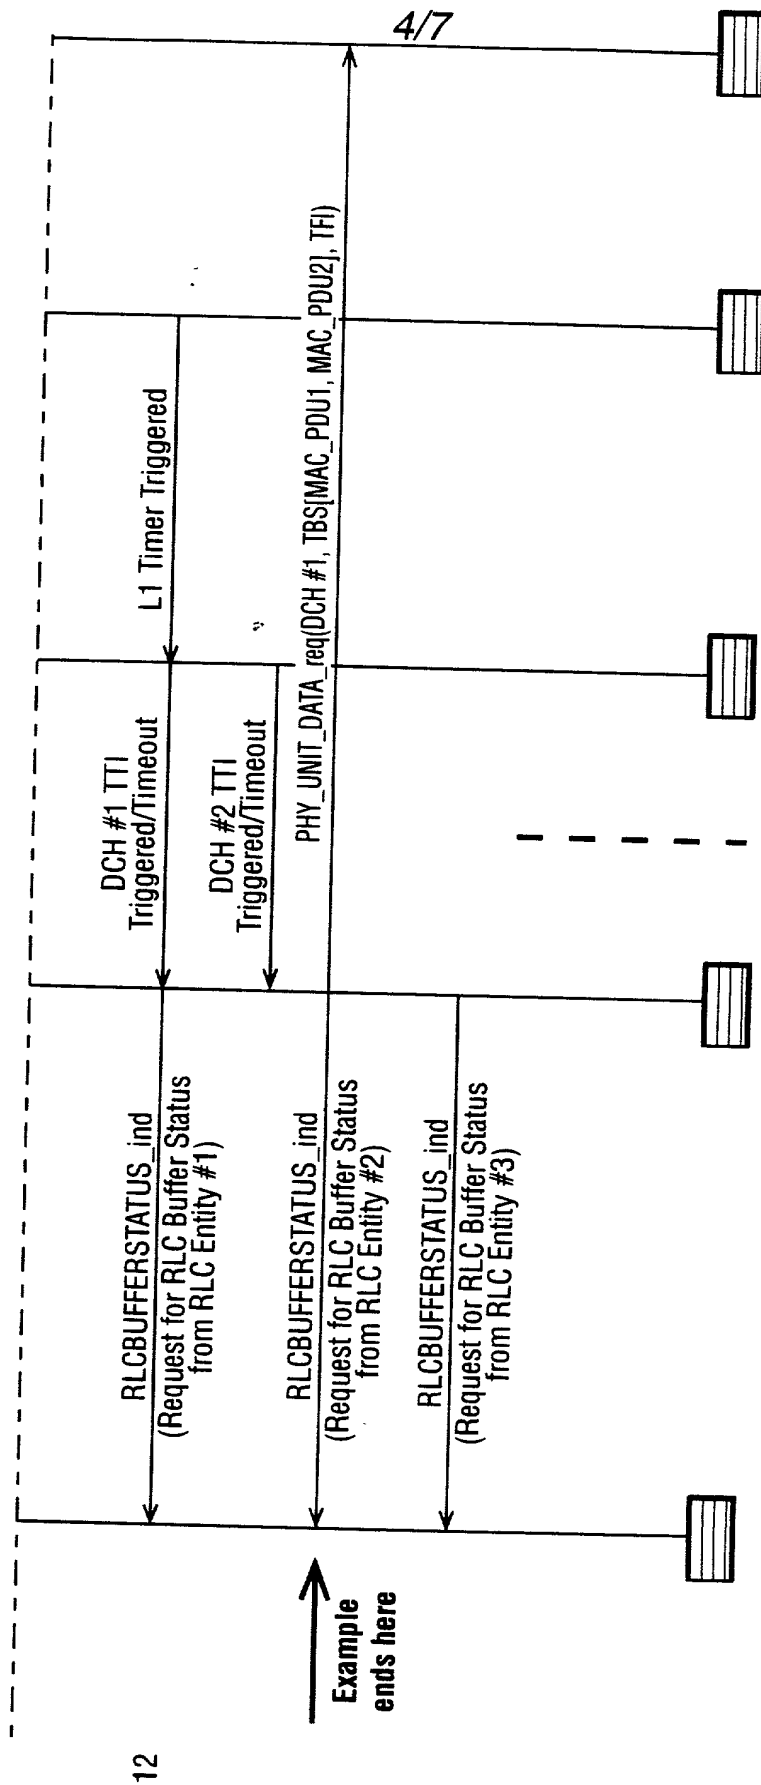 4/7
L1 Timer Triggered
DCH #1 TTI
Triggered/Timeout
DCH #2 TTI
Triggered/Timeout
PHY_UNIT_DATA_req(DCH #1, TBS[MAC_PDU1, MAC_PDU2], TFI)
RLCBUFFERSTATUS_ind
(Request for RLC Buffer Status
from RLC Entity #1)
RLCBUFFERSTATUS_ind
(Request for RLC Buffer Status
from RLC Entity #2)
RLCBUFFERSTATUS_ind
(Request for RLC Buffer Status
from RLC Entity #3)
Example
ends here
12